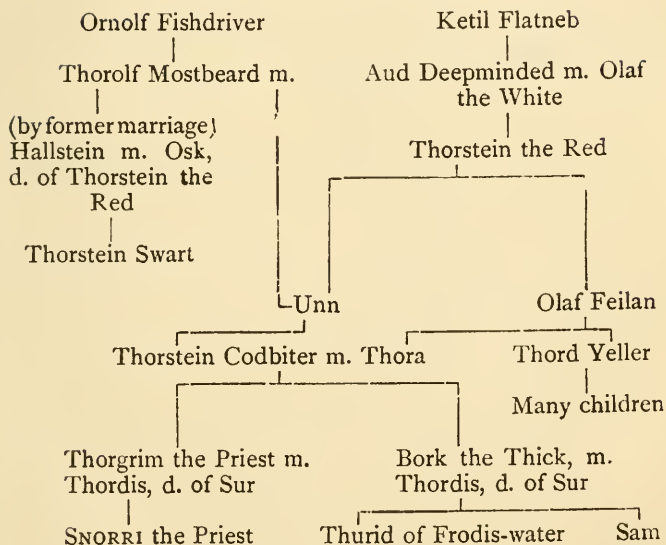 Ornolf Fishdriver
Ketil Flatneb
Thorolf Mostbeard m.
Aud Deepminded m. Olaf
the White
(by former marriage)
Hallstein m. Osk,
d. of Thorstein the
Red
Thorstein the Red
Thorstein Swart
Unn
Olaf Feilan
Thorstein Codbiter m. Thora
Thord Yeller
Many children
Thorgrim the Priest m.
Thordis, d. of Sur
Bork the Thick, m.
Thordis, d. of Sur
SNORRI the Priest
Thurid of Frodis-water
Sam